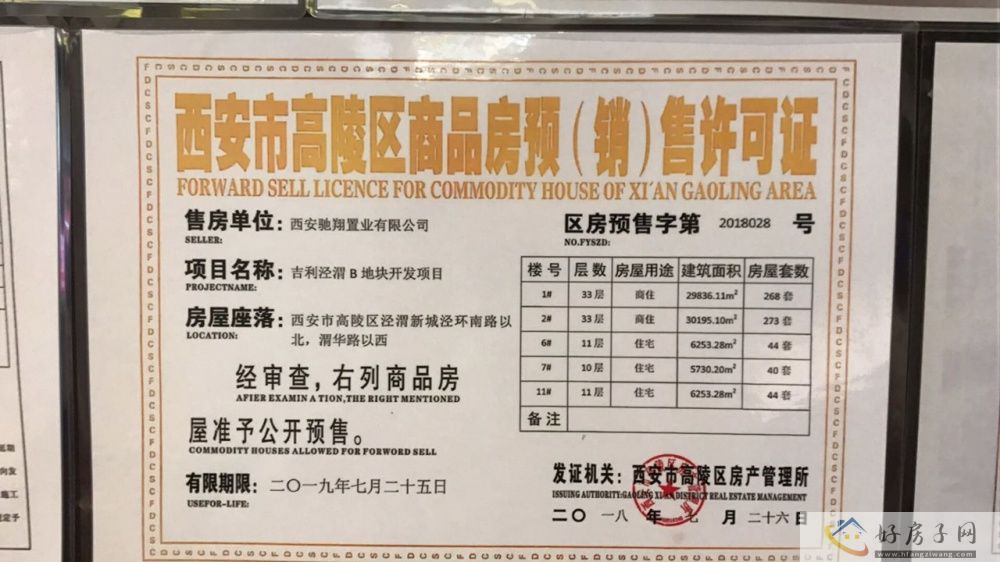 西安市高陵区商品房预（销）售许可证
FORWARD SELL LICENCE FOR COMMODITY HOUSE OF XI'AN GAOLING AREA
售房单位：西安驰翔置业有限公司
SELLER:
区房预售字第 2018028 号
NO.FYSZD:
项目名称：吉利泾渭 B 地块开发项目
PROJECTNAME:
房屋座落：西安市高陵区泾渭新城泾环南路以
LOCATION:
北，渭华路以西
楼号 层数 房屋用途 建筑面积 房屋套数
1# 33层 商住 29836.11m² 268套
2# 33层 商住 30195.10m² 273套
6# 11层 住宅 6253.28m² 44套
7# 10层 住宅 5730.20m² 40套
11# 11层 住宅 6253.28m² 44套
备注
经审查，右列商品房
AFIER EXAMIN A TION,THE RIGHT MENTIONED
屋准予公开预售。
COMMODITY HOUSES ALLOWED FOR FORWORD SELL
有限期限：二〇一九年七月二十五日
USEFOR-LIFE:
发证机关：西安市高陵区房产管理所
ISSUING AUTHORITY:GAOLING XI'AN DISTRICT REAL ESTATE MANAGEMENT
二〇一八年七月二十六日
好房子网
www.hfangziwang.com